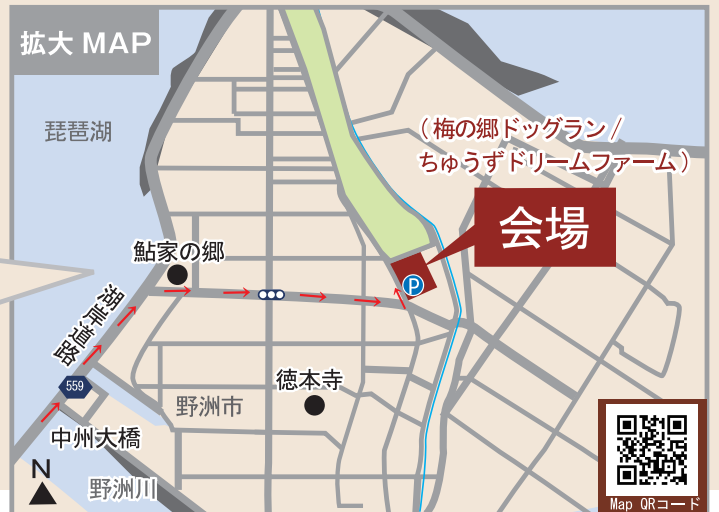 拡大 MAP
琵琶湖
（梅の郷ドッグラン/
ちゅうずドリームファーム）
会場
鮎家の郷
P
湖岸道路
559
徳本寺
野洲市
中州大橋
N
野洲川
Map QRコード